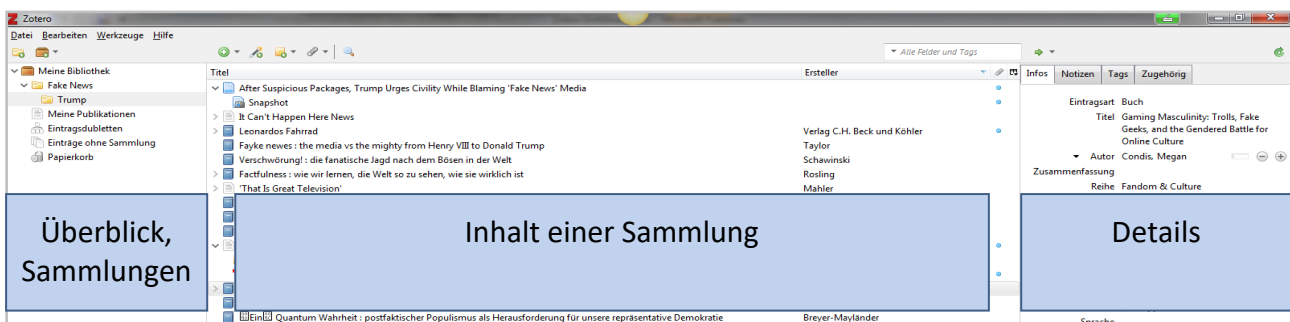 Zotero
Datei Bearbeiten Werkzeuge Hilfe
Alle Felder und Tags
Meine Bibliothek
Fake News
Trump
Meine Publikationen
Eintragsdubletten
Einträge ohne Sammlung
Papierkorb
Titel Ersteller
After Suspicious Packages, Trump Urges Civility While Blaming 'Fake News' Media
Snapshot
It Can't Happen Here News
Leonardos Fahrrad Verlag C.H. Beck und Köhler
Fayke newes : the media vs the mighty from Henry VIII to Donald Trump Taylor
Verschwörung! : die fanatische Jagd nach dem Bösen in der Welt Schawinski
Factfulness : wie wir lernen, die Welt so zu sehen, wie sie wirklich ist Rosling
'That Is Great Television' Mahler
Ein Quantum Wahrheit : postfaktischer Populismus als Herausforderung für unsere repräsentative Demokratie Breyer-Mayländer
Infos Notizen Tags Zugehörig
Eintragsart Buch
Titel Gaming Masculinity: Trolls, Fake
Geeks, and the Gendered Battle for
Online Culture
Autor Condis, Megan
Zusammenfassung
Reihe Fandom & Culture
Sprache
Überblick,
Sammlungen
Inhalt einer Sammlung
Details